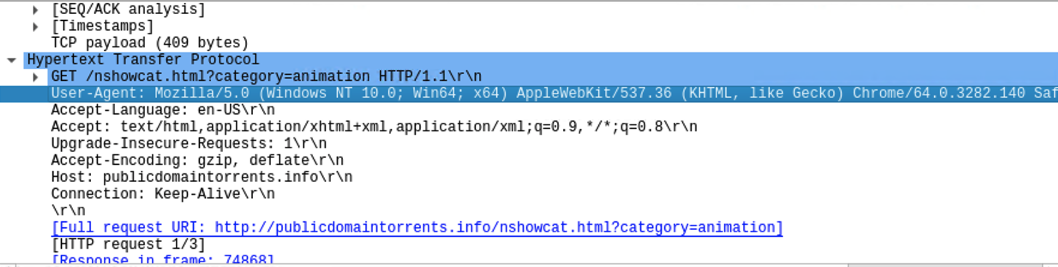 [SEQ/ACK analysis]
[Timestamps]
TCP payload (409 bytes)
Hypertext Transfer Protocol
GET /nshowcat.html?category=animation HTTP/1.1\r\n
User-Agent: Mozilla/5.0 (Windows NT 10.0; Win64; x64) AppleWebKit/537.36 (KHTML, like Gecko) Chrome/64.0.3282.140 Saf
Accept-Language: en-US\r\n
Accept: text/html,application/xhtml+xml,application/xml;q=0.9,*/*;q=0.8\r\n
Upgrade-Insecure-Requests: 1\r\n
Accept-Encoding: gzip, deflate\r\n
Host: publicdomaintorrents.info\r\n
Connection: Keep-Alive\r\n
\r\n
[Full request URI: http://publicdomaintorrents.info/nshowcat.html?category=animation]
[HTTP request 1/3]
[Response in frame: 74868]